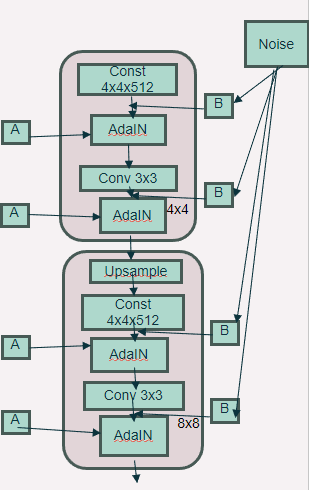 Noise
Const
4x4x512
B
A
AdaIN
Conv 3x3
B
A
AdaIN
4x4
Upsample
Const
4x4x512
B
A
AdaIN
Conv 3x3
B
A
AdaIN
8x8